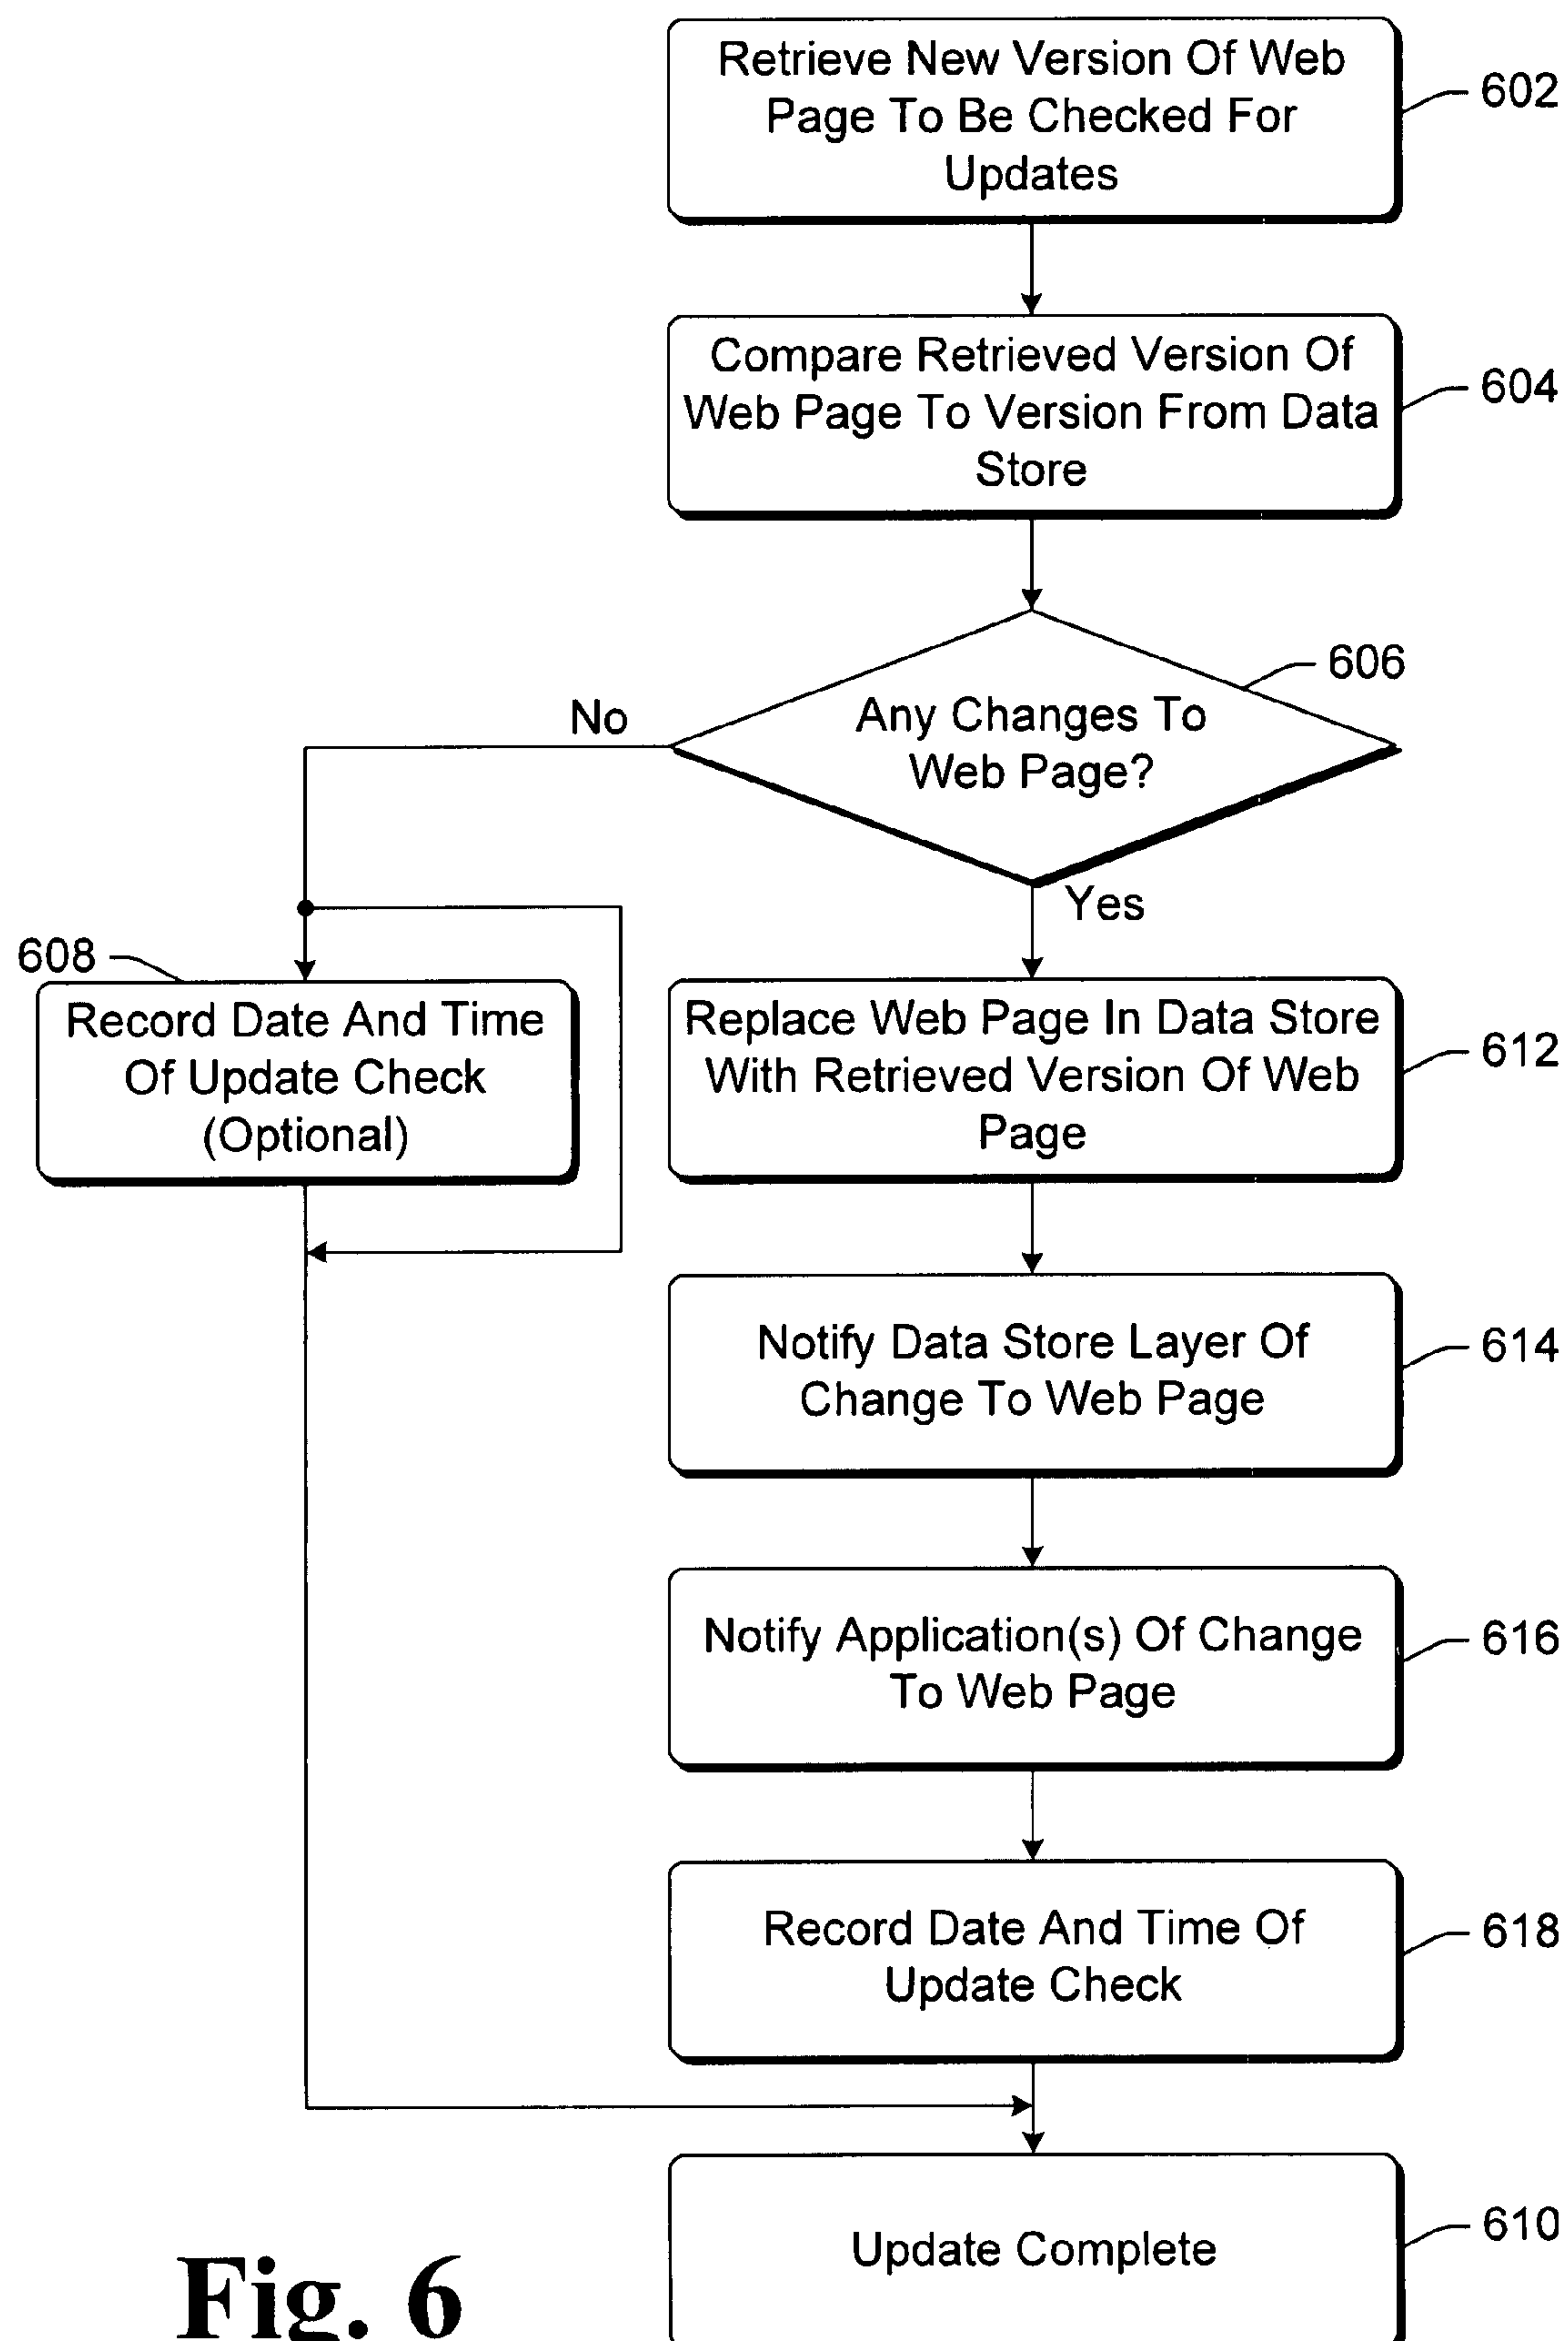 Retrieve New Version Of Web
Page To Be Checked For
Updates
602
Compare Retrieved Version Of
Web Page To Version From Data
Store
604
606
Any Changes To
Web Page?
No
Yes
608
Record Date And Time
Of Update Check
(Optional)
Replace Web Page In Data Store
With Retrieved Version Of Web
Page
612
Notify Data Store Layer Of
Change To Web Page
614
Notify Application(s) Of Change
To Web Page
616
Record Date And Time Of
Update Check
618
Update Complete
610
Fig. 6